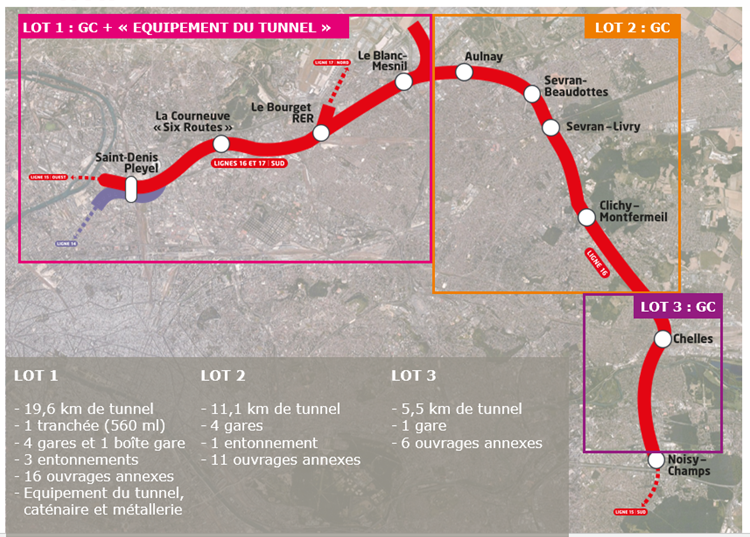 LOT 1 : GC + « EQUIPEMENT DU TUNNEL »
LOT 2 : GC
Le Blanc-
Mesnil
Aulnay
LIGNE 17 | NORD
Sevran-
Beaudottes
Le Bourget
RER
La Courneuve
« Six Routes »
Sevran – Livry
Saint-Denis
Pleyel
LIGNES 16 ET 17 | SUD
LIGNE 15 | OUEST
Clichy –
Montfermeil
LIGNE 14
LIGNE 16
LOT 3 : GC
Chelles
LOT 1
- 19,6 km de tunnel
- 1 tranchée (560 ml)
- 4 gares et 1 boîte gare
- 3 entonnements
- 16 ouvrages annexes
- Equipement du tunnel,
caténaire et métallerie
LOT 2
- 11,1 km de tunnel
- 4 gares
- 1 entonnement
- 11 ouvrages annexes
LOT 3
- 5,5 km de tunnel
- 1 gare
- 6 ouvrages annexes
Noisy –
Champs
LIGNE 15 | SUD